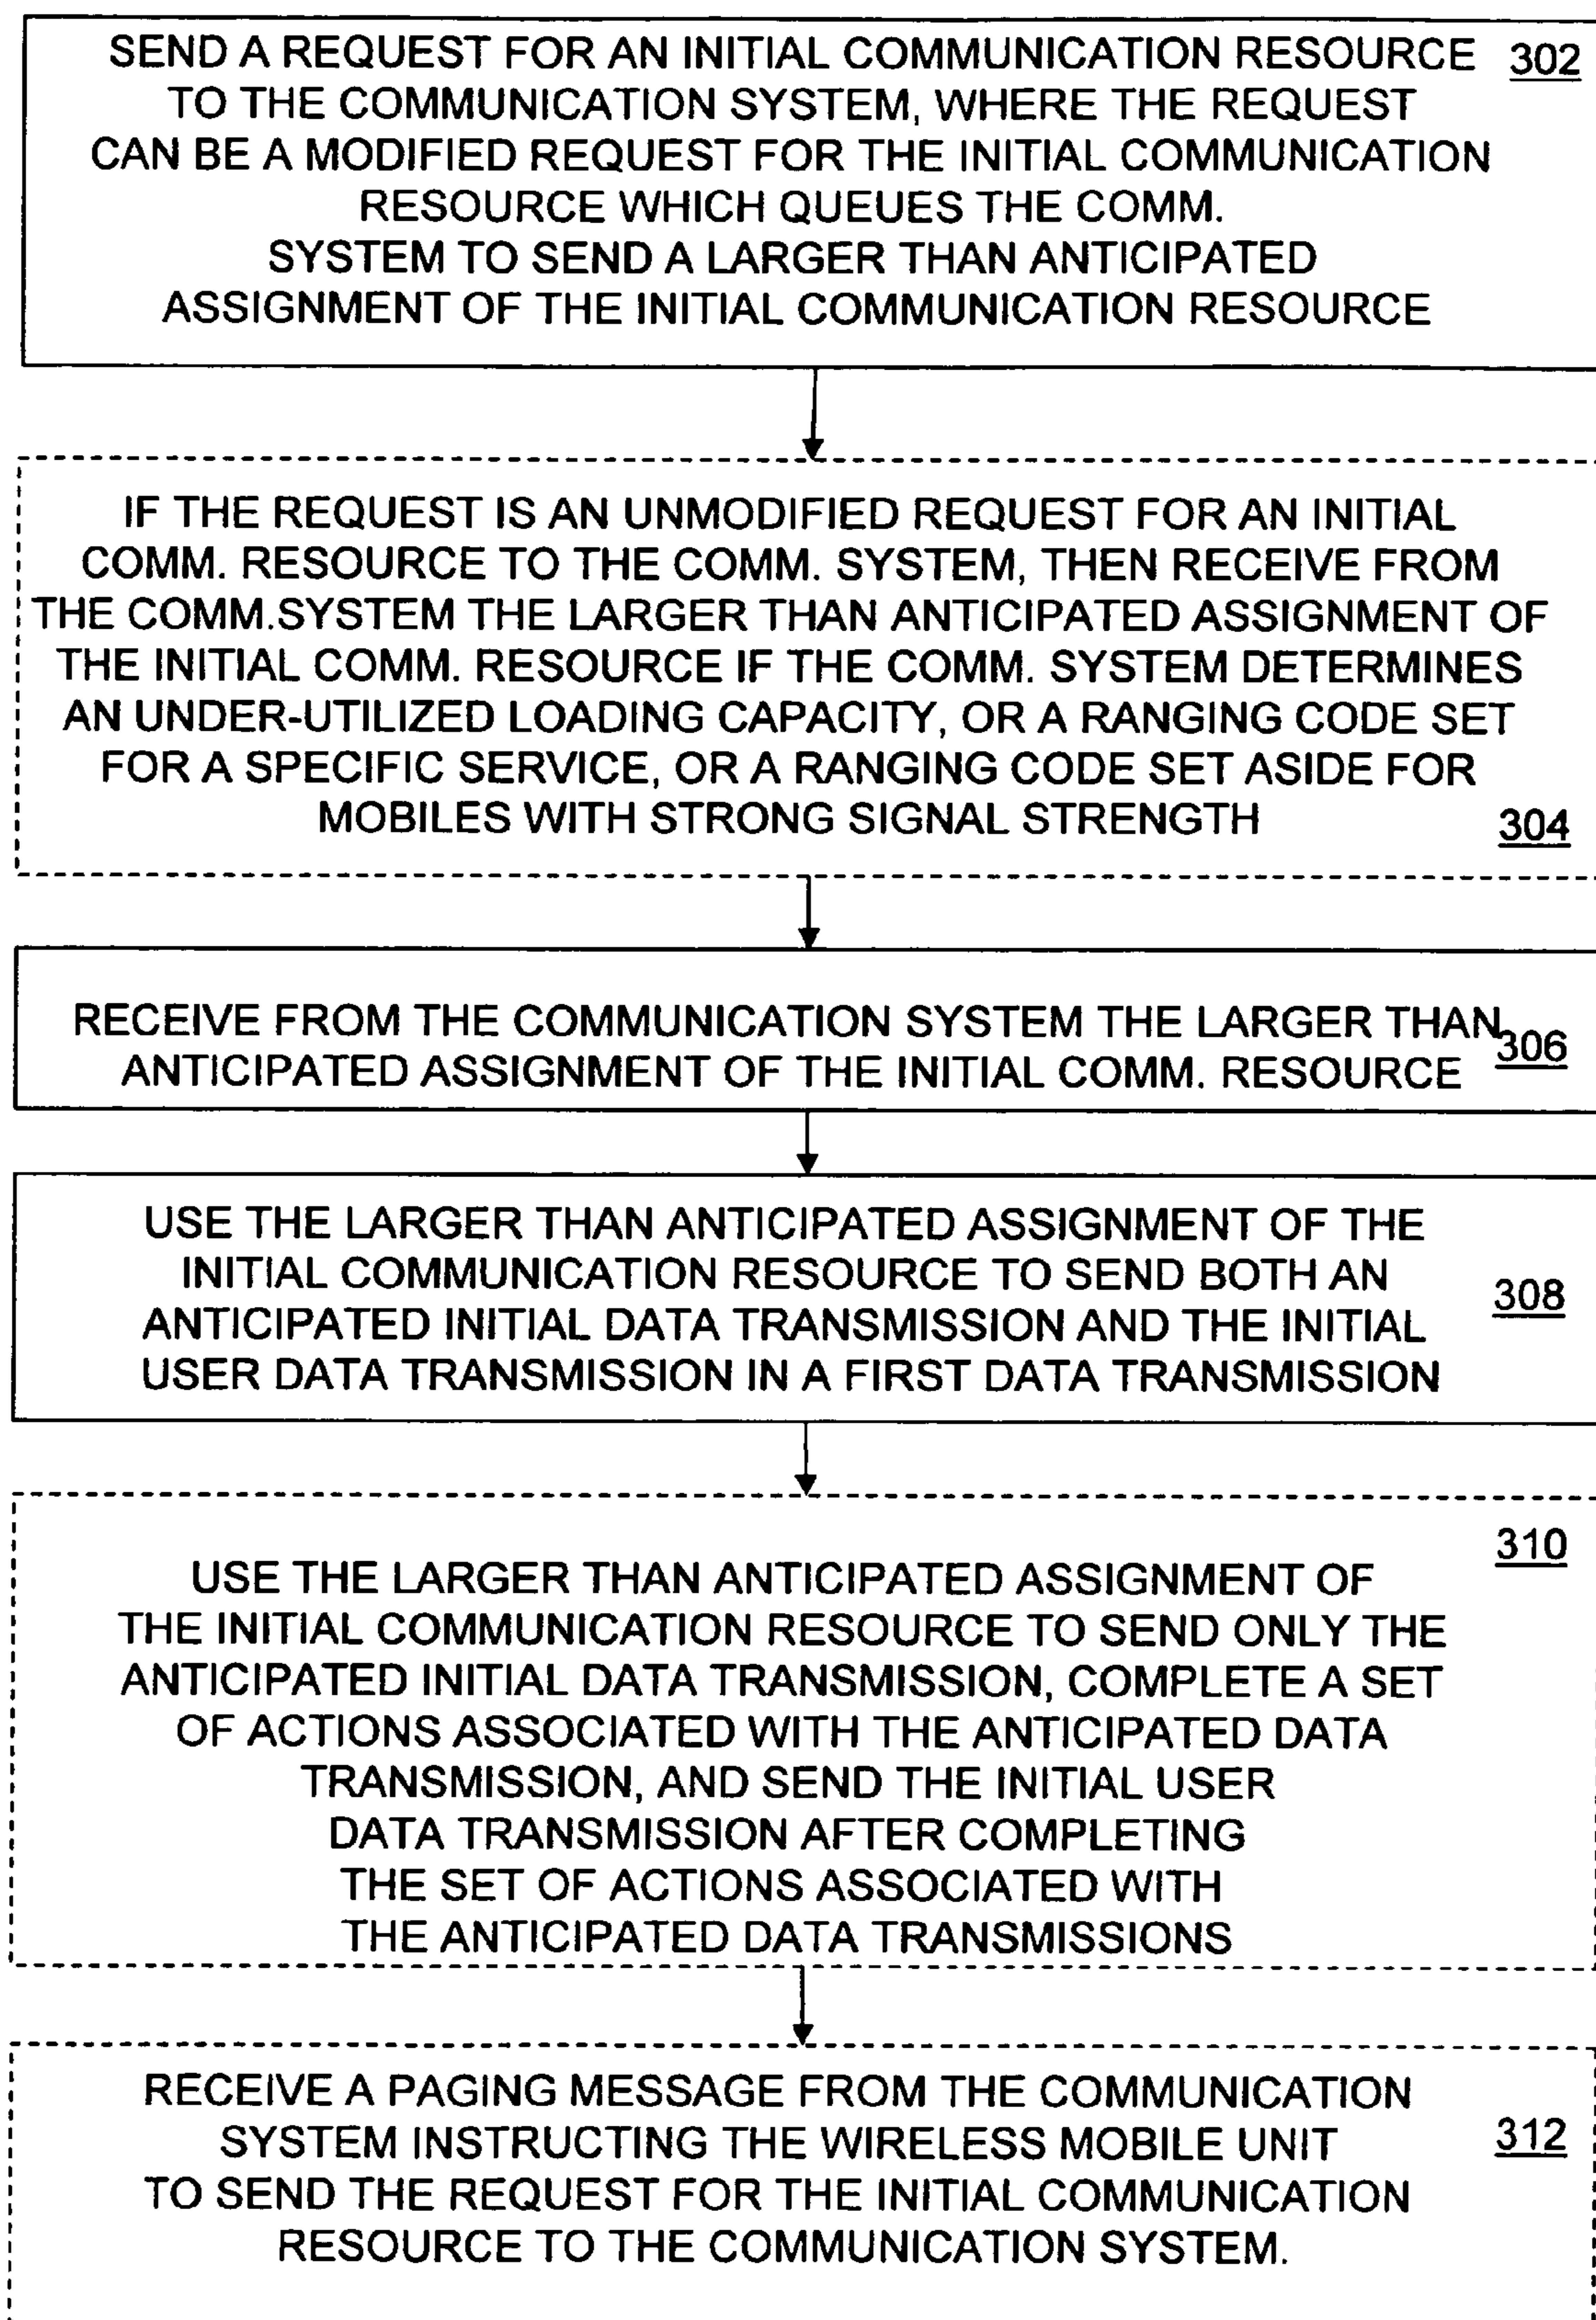 SEND A REQUEST FOR AN INITIAL COMMUNICATION RESOURCE 302
TO THE COMMUNICATION SYSTEM, WHERE THE REQUEST
CAN BE A MODIFIED REQUEST FOR THE INITIAL COMMUNICATION
RESOURCE WHICH QUEUES THE COMM.
SYSTEM TO SEND A LARGER THAN ANTICIPATED
ASSIGNMENT OF THE INITIAL COMMUNICATION RESOURCE
IF THE REQUEST IS AN UNMODIFIED REQUEST FOR AN INITIAL
COMM. RESOURCE TO THE COMM. SYSTEM, THEN RECEIVE FROM
THE COMM.SYSTEM THE LARGER THAN ANTICIPATED ASSIGNMENT OF
THE INITIAL COMM. RESOURCE IF THE COMM. SYSTEM DETERMINES
AN UNDER-UTILIZED LOADING CAPACITY, OR A RANGING CODE SET
FOR A SPECIFIC SERVICE, OR A RANGING CODE SET ASIDE FOR
MOBILES WITH STRONG SIGNAL STRENGTH 304
RECEIVE FROM THE COMMUNICATION SYSTEM THE LARGER THAN
306
ANTICIPATED ASSIGNMENT OF THE INITIAL COMM. RESOURCE
USE THE LARGER THAN ANTICIPATED ASSIGNMENT OF THE
INITIAL COMMUNICATION RESOURCE TO SEND BOTH AN
308
ANTICIPATED INITIAL DATA TRANSMISSION AND THE INITIAL
USER DATA TRANSMISSION IN A FIRST DATA TRANSMISSION
310
USE THE LARGER THAN ANTICIPATED ASSIGNMENT OF
THE INITIAL COMMUNICATION RESOURCE TO SEND ONLY THE
ANTICIPATED INITIAL DATA TRANSMISSION, COMPLETE A SET
OF ACTIONS ASSOCIATED WITH THE ANTICIPATED DATA
TRANSMISSION, AND SEND THE INITIAL USER
DATA TRANSMISSION AFTER COMPLETING
THE SET OF ACTIONS ASSOCIATED WITH
THE ANTICIPATED DATA TRANSMISSIONS
RECEIVE A PAGING MESSAGE FROM THE COMMUNICATION
SYSTEM INSTRUCTING THE WIRELESS MOBILE UNIT 312
TO SEND THE REQUEST FOR THE INITIAL COMMUNICATION
RESOURCE TO THE COMMUNICATION SYSTEM.